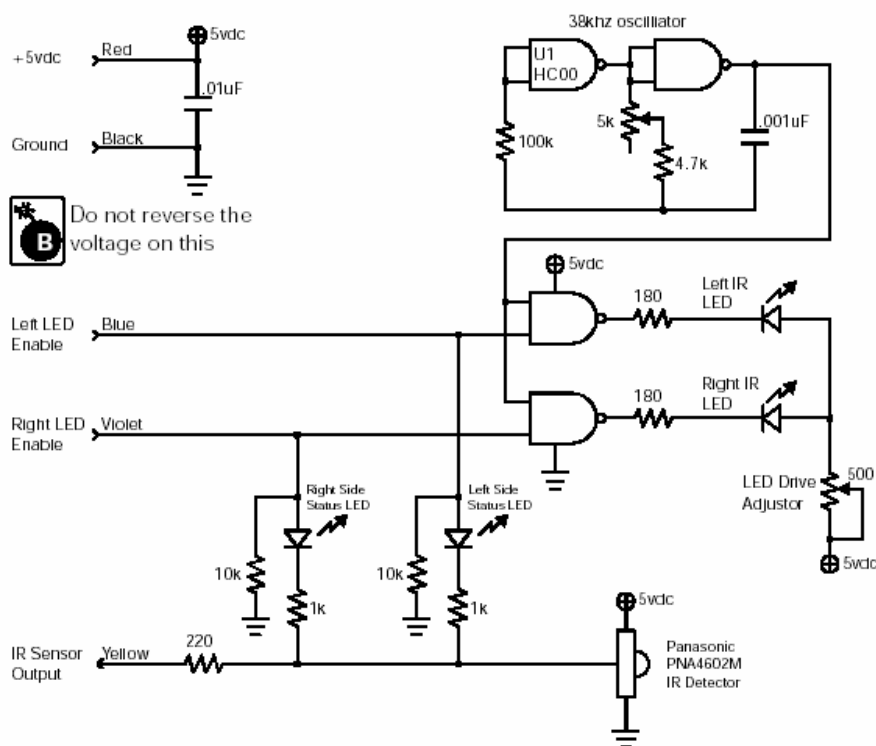 38khz oscilliator
5vdc
+5vdc
Red
U1
HC00
.01uF
5k
.001uF
100k
4.7k
Ground
Black
B
Do not reverse the
voltage on this
5vdc
180
Left IR
LED
Left LED
Enable
Blue
180
Right IR
LED
Right LED
Enable
Violet
Right Side
Status LED
Left Side
Status LED
LED Drive
Adjustor
500
10k
10k
5vdc
1k
1k
5vdc
IR Sensor
Output
Yellow
220
Panasonic
PNA4602M
IR Detector